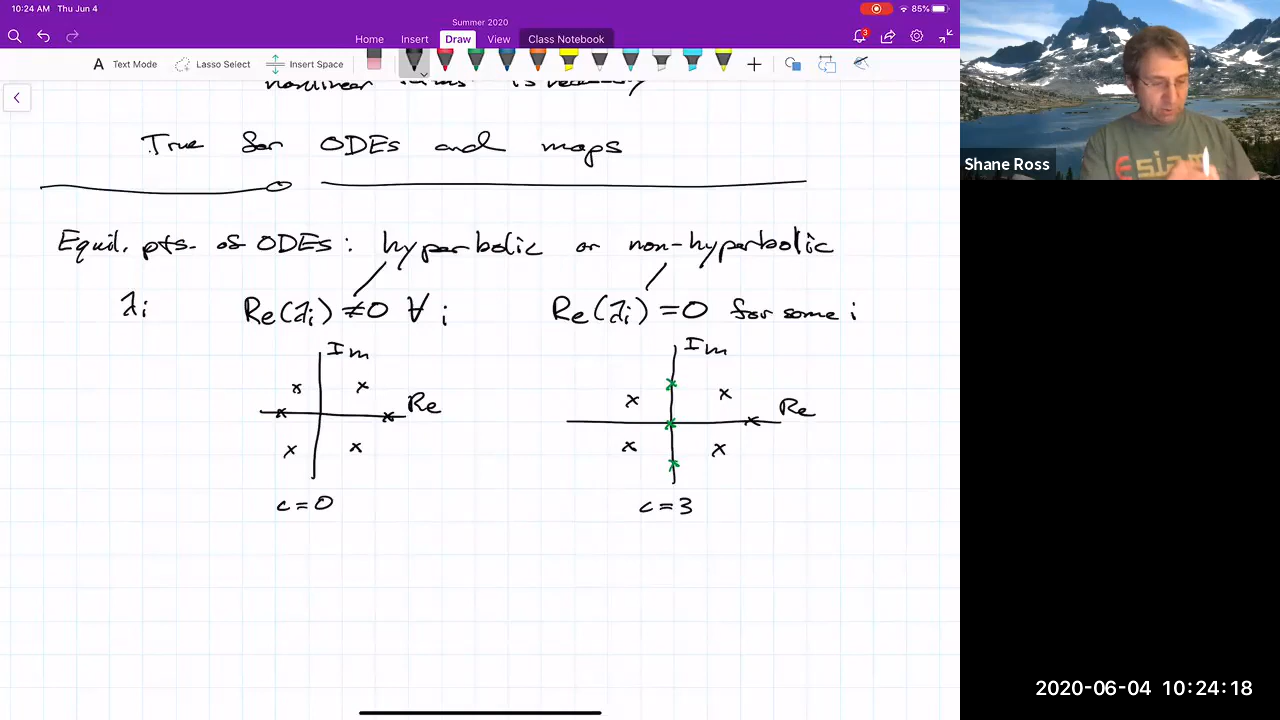 10:24 AM Thu Jun 4
85%
Summer 2020
Home Insert Draw View Class Notebook
3
Text Mode Lasso Select Insert Space
nonlinear
True for ODEs and maps
Equil. pts. of ODEs: hyperbolic or non-hyperbolic
λi Re(λi) ≠ 0 ∀ i Re(λi) = 0 for some i
Im Im
Re Re
c = 0 c = 3
Shane Ross
siam
2020-06-04 10:24:18